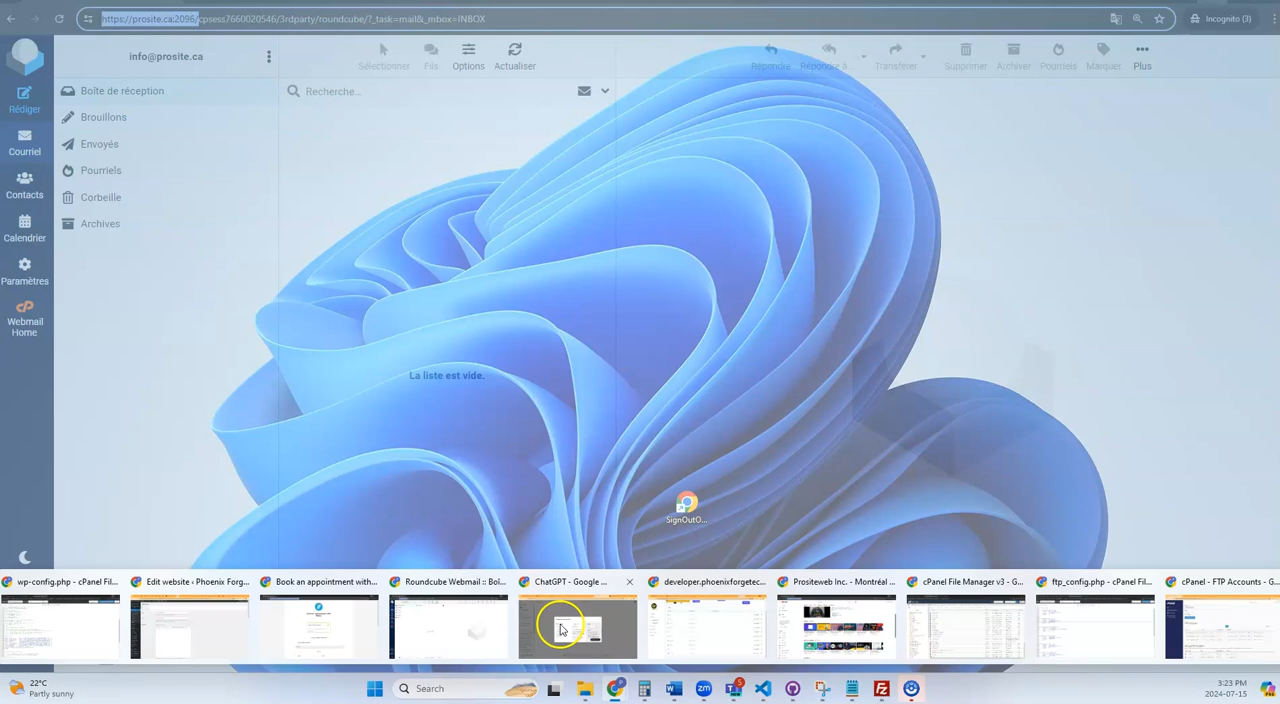 https://prosite.ca:2096/cpsess7660020546/3rdparty/roundcube/?_task=mail&_mbox=INBOX
Incognito (3)
info@prosite.ca
Sélectionner
Fils
Options
Actualiser
Répondre
Répondre à...
Transférer
Supprimer
Archiver
Pourriels
Marquer
Plus
Rédiger
Courriel
Contacts
Calendrier
Paramètres
Webmail
Home
Boîte de réception
Brouillons
Envoyés
Pourriels
Corbeille
Archives
Recherche...
La liste est vide.
SignOutO...
wp-config.php - cPanel Fil...
Edit website ‹ Phoenix Forg...
Book an appointment with...
Roundcube Webmail :: Boî...
ChatGPT - Google ...
developer.phoenixforgetec...
Prositeweb Inc. - Montréal ...
cPanel File Manager v3 - G...
ftp_config.php - cPanel Fil...
cPanel - FTP Accounts - G...
22°C
Partly sunny
Search
5
3:23 PM
2024-07-15